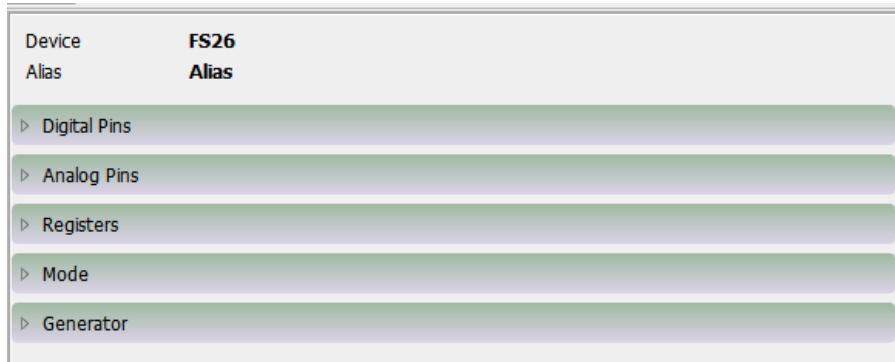 Device FS26
Alias Alias
Digital Pins
Analog Pins
Registers
Mode
Generator